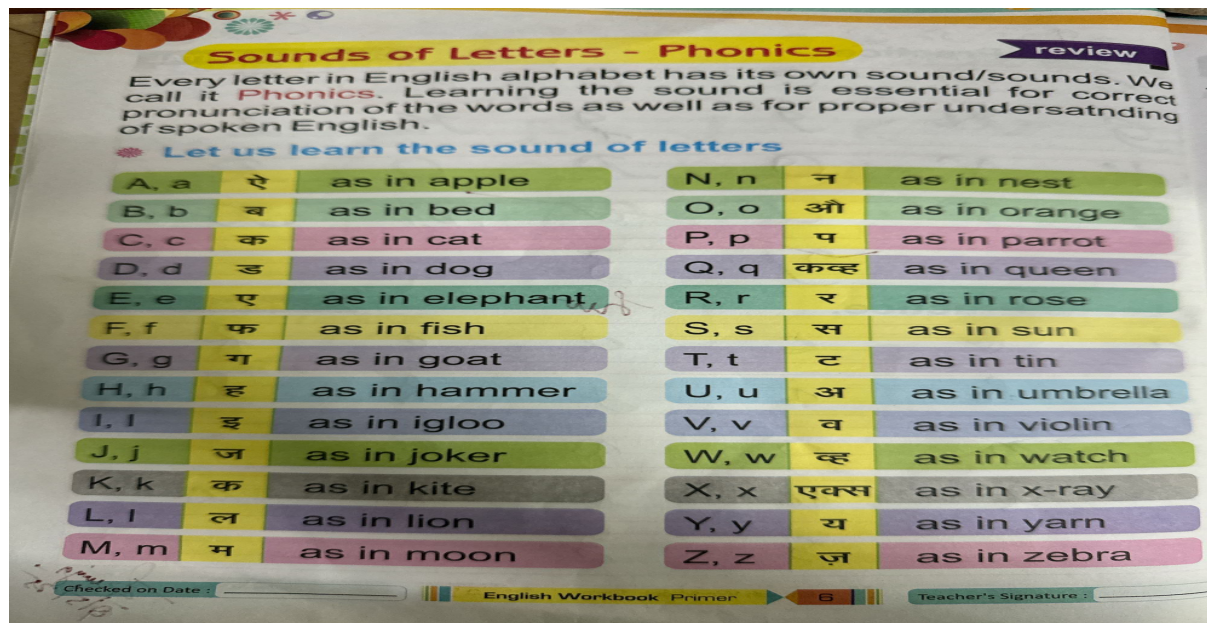 Sounds of Letters - Phonics
review
Every letter in English alphabet has its own sound/sounds. We
call it Phonics. Learning the sound is essential for correct
pronunciation of the words as well as for proper undersatnding
of spoken English.
Let us learn the sound of letters
A, a ऐ as in apple
B, b ब as in bed
C, c क as in cat
D, d ड as in dog
E, e ए as in elephant
F, f फ as in fish
G, g ग as in goat
H, h ह as in hammer
I, I इ as in igloo
J, j ज as in joker
K, k क as in kite
L, l ल as in lion
M, m म as in moon
N, n न as in nest
O, o औ as in orange
P, p प as in parrot
Q, q कव्ह as in queen
R, r र as in rose
S, s स as in sun
T, t ट as in tin
U, u अ as in umbrella
V, v व as in violin
W, w व्ह as in watch
X, x एक्स as in x-ray
Y, y य as in yarn
Z, z ज़ as in zebra
Checked on Date :
English Workbook Primer
6
Teacher's Signature :